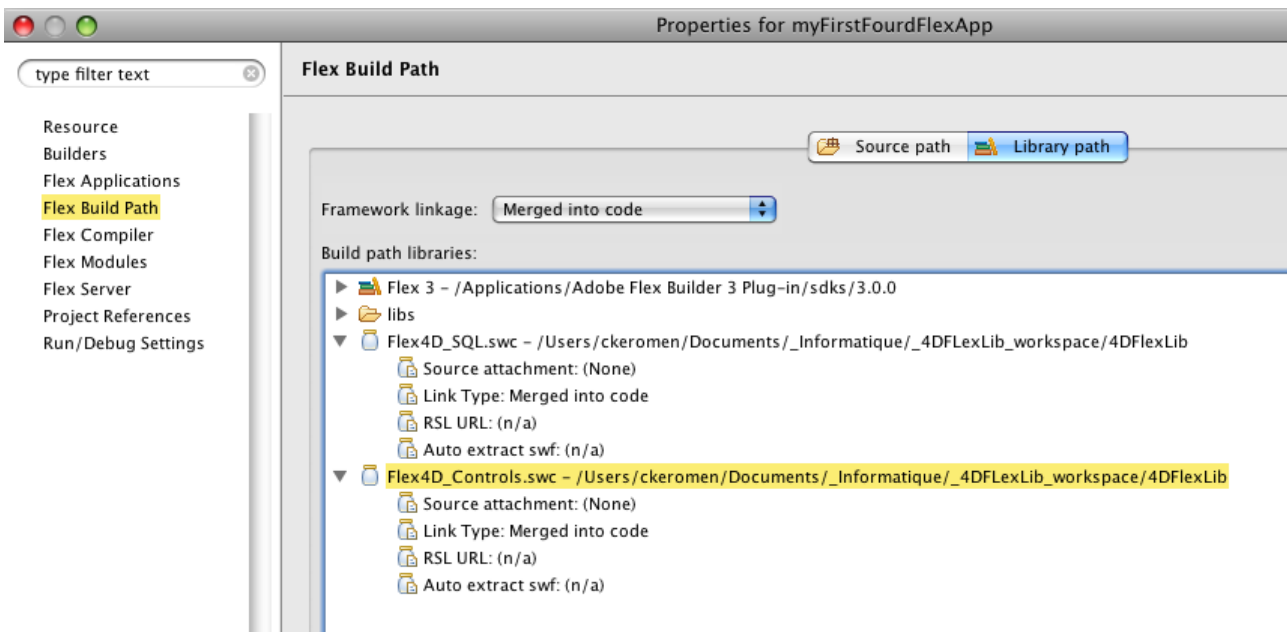 Properties for myFirstFourdFlexApp
type filter text
Resource
Builders
Flex Applications
Flex Build Path
Flex Compiler
Flex Modules
Flex Server
Project References
Run/Debug Settings
Flex Build Path
Source path
Library path
Framework linkage: Merged into code
Build path libraries:
Flex 3 – /Applications/Adobe Flex Builder 3 Plug-in/sdks/3.0.0
libs
Flex4D_SQL.swc – /Users/ckeromen/Documents/_Informatique/_4DFLexLib_workspace/4DFlexLib
Source attachment: (None)
Link Type: Merged into code
RSL URL: (n/a)
Auto extract swf: (n/a)
Flex4D_Controls.swc – /Users/ckeromen/Documents/_Informatique/_4DFLexLib_workspace/4DFlexLib
Source attachment: (None)
Link Type: Merged into code
RSL URL: (n/a)
Auto extract swf: (n/a)